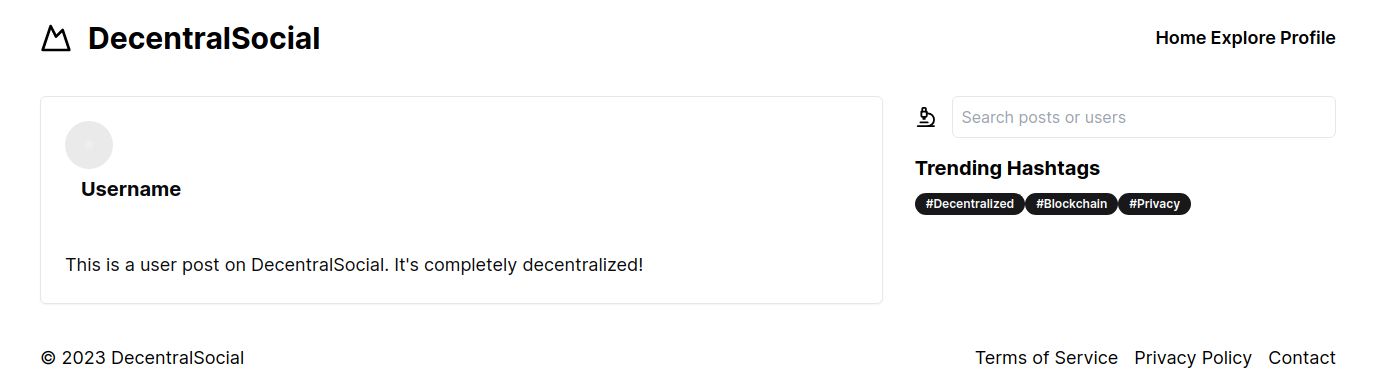 DecentralSocial
Home Explore Profile
Username
This is a user post on DecentralSocial. It's completely decentralized!
Search posts or users
Trending Hashtags
#Decentralized #Blockchain #Privacy
© 2023 DecentralSocial
Terms of Service Privacy Policy Contact